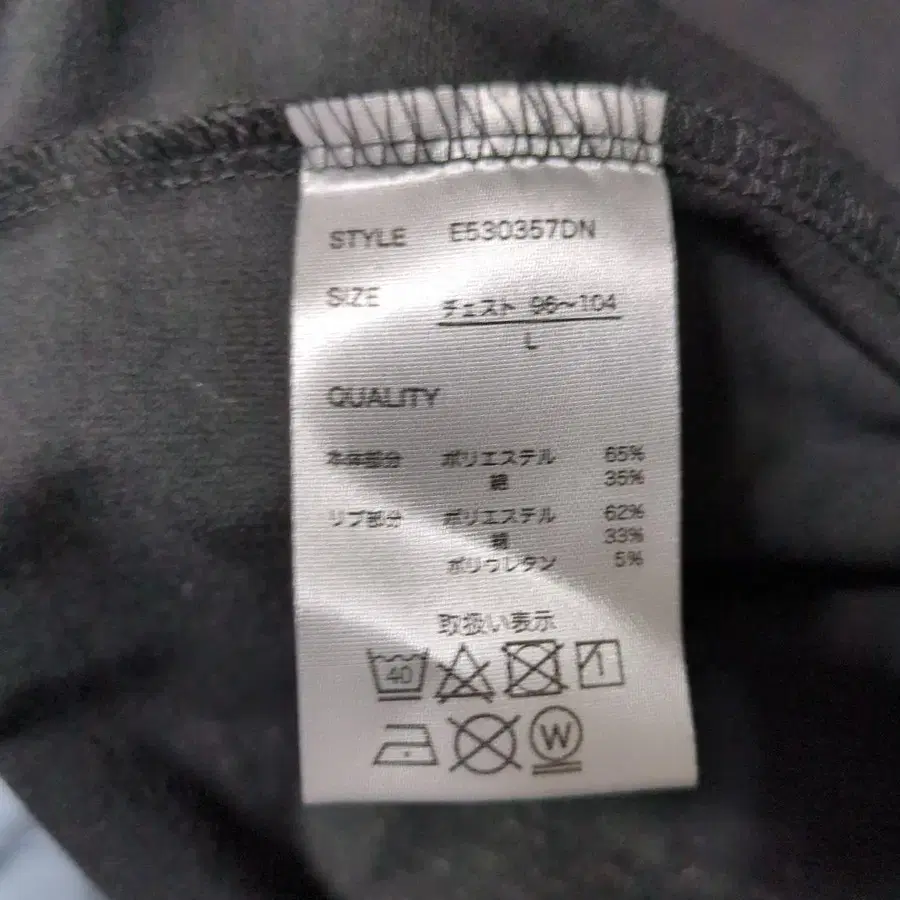 STYLE E530357DN
SIZE チェスト 96～104
L
QUALITY
本体部分 ポリエステル 65%
綿 35%
リブ部分 ポリエステル 62%
綿 33%
ポリウレタン 5%
取扱い表示
40
W